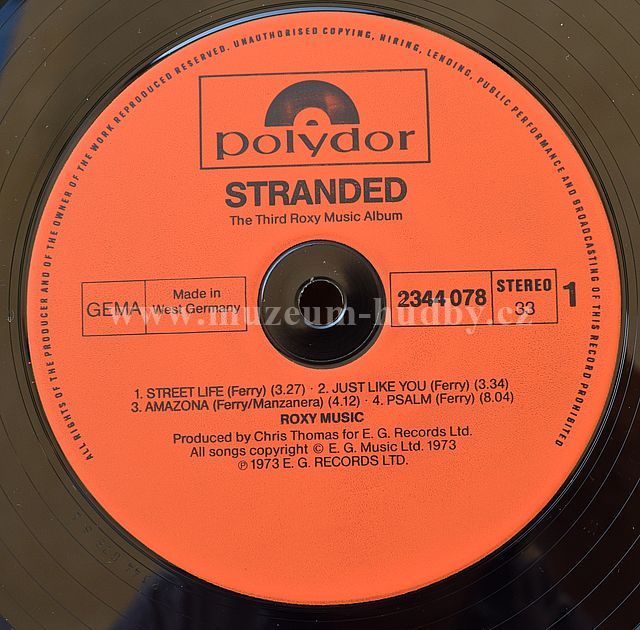 ALL RIGHTS OF THE PRODUCER AND OF THE OWNER OF THE WORK REPRODUCED RESERVED. UNAUTHORISED COPYING, HIRING, LENDING, PUBLIC PERFORMANCE AND BROADCASTING OF THIS RECORD PROHIBITED
polydor
STRANDED
The Third Roxy Music Album
GEMA
Made in
West Germany
2344 078
STEREO
33
1
www.muzeum-hudby.cz
1. STREET LIFE (Ferry) (3.27) · 2. JUST LIKE YOU (Ferry) (3.34)
3. AMAZONA (Ferry/Manzanera) (4.12) · 4. PSALM (Ferry) (8.04)
ROXY MUSIC
Produced by Chris Thomas for E. G. Records Ltd.
All songs copyright © E. G. Music Ltd. 1973
℗ 1973 E. G. RECORDS LTD.